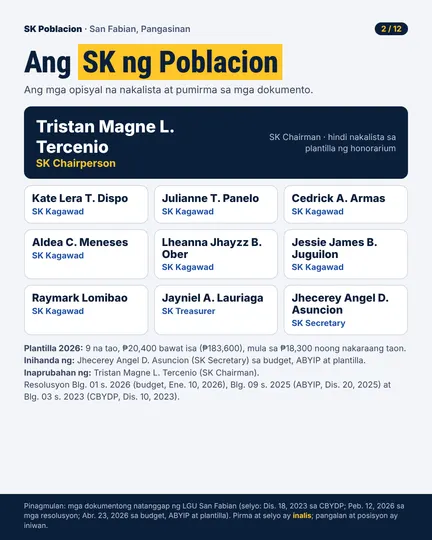 SK Poblacion · San Fabian, Pangasinan
2 / 12
Ang SK ng Poblacion
Ang mga opisyal na nakalista at pumirma sa mga dokumento.
Tristan Magne L.
Tercenio
SK Chairperson
SK Chairman · hindi nakalista sa
plantilla ng honorarium
Kate Lera T. Dispo
SK Kagawad
Julianne T. Panelo
SK Kagawad
Cedrick A. Armas
SK Kagawad
Aldea C. Meneses
SK Kagawad
Lheanna Jhayzz B.
Ober
SK Kagawad
Jessie James B.
Juguilon
SK Kagawad
Raymark Lomibao
SK Kagawad
Jayniel A. Lauriaga
SK Treasurer
Jhecerey Angel D.
Asuncion
SK Secretary
Plantilla 2026: 9 na tao, ₱20,400 bawat isa (₱183,600), mula sa ₱18,300 noong nakaraang taon.
Inihanda ng: Jhecerey Angel D. Asuncion (SK Secretary) sa budget, ABYIP at plantilla.
Inaprubahan ng: Tristan Magne L. Tercenio (SK Chairman).
Resolusyon Blg. 01 s. 2026 (budget, Ene. 10, 2026), Blg. 09 s. 2025 (ABYIP, Dis. 20, 2025) at
Blg. 03 s. 2023 (CBYDP, Dis. 10, 2023).
Pinagmulan: mga dokumentong natanggap ng LGU San Fabian (selyo: Dis. 18, 2023 sa CBYDP; Peb. 12, 2026 sa
mga resolusyon; Abr. 23, 2026 sa budget, ABYIP at plantilla). Pirma at selyo ay inalis; pangalan at posisyon ay
iniwan.